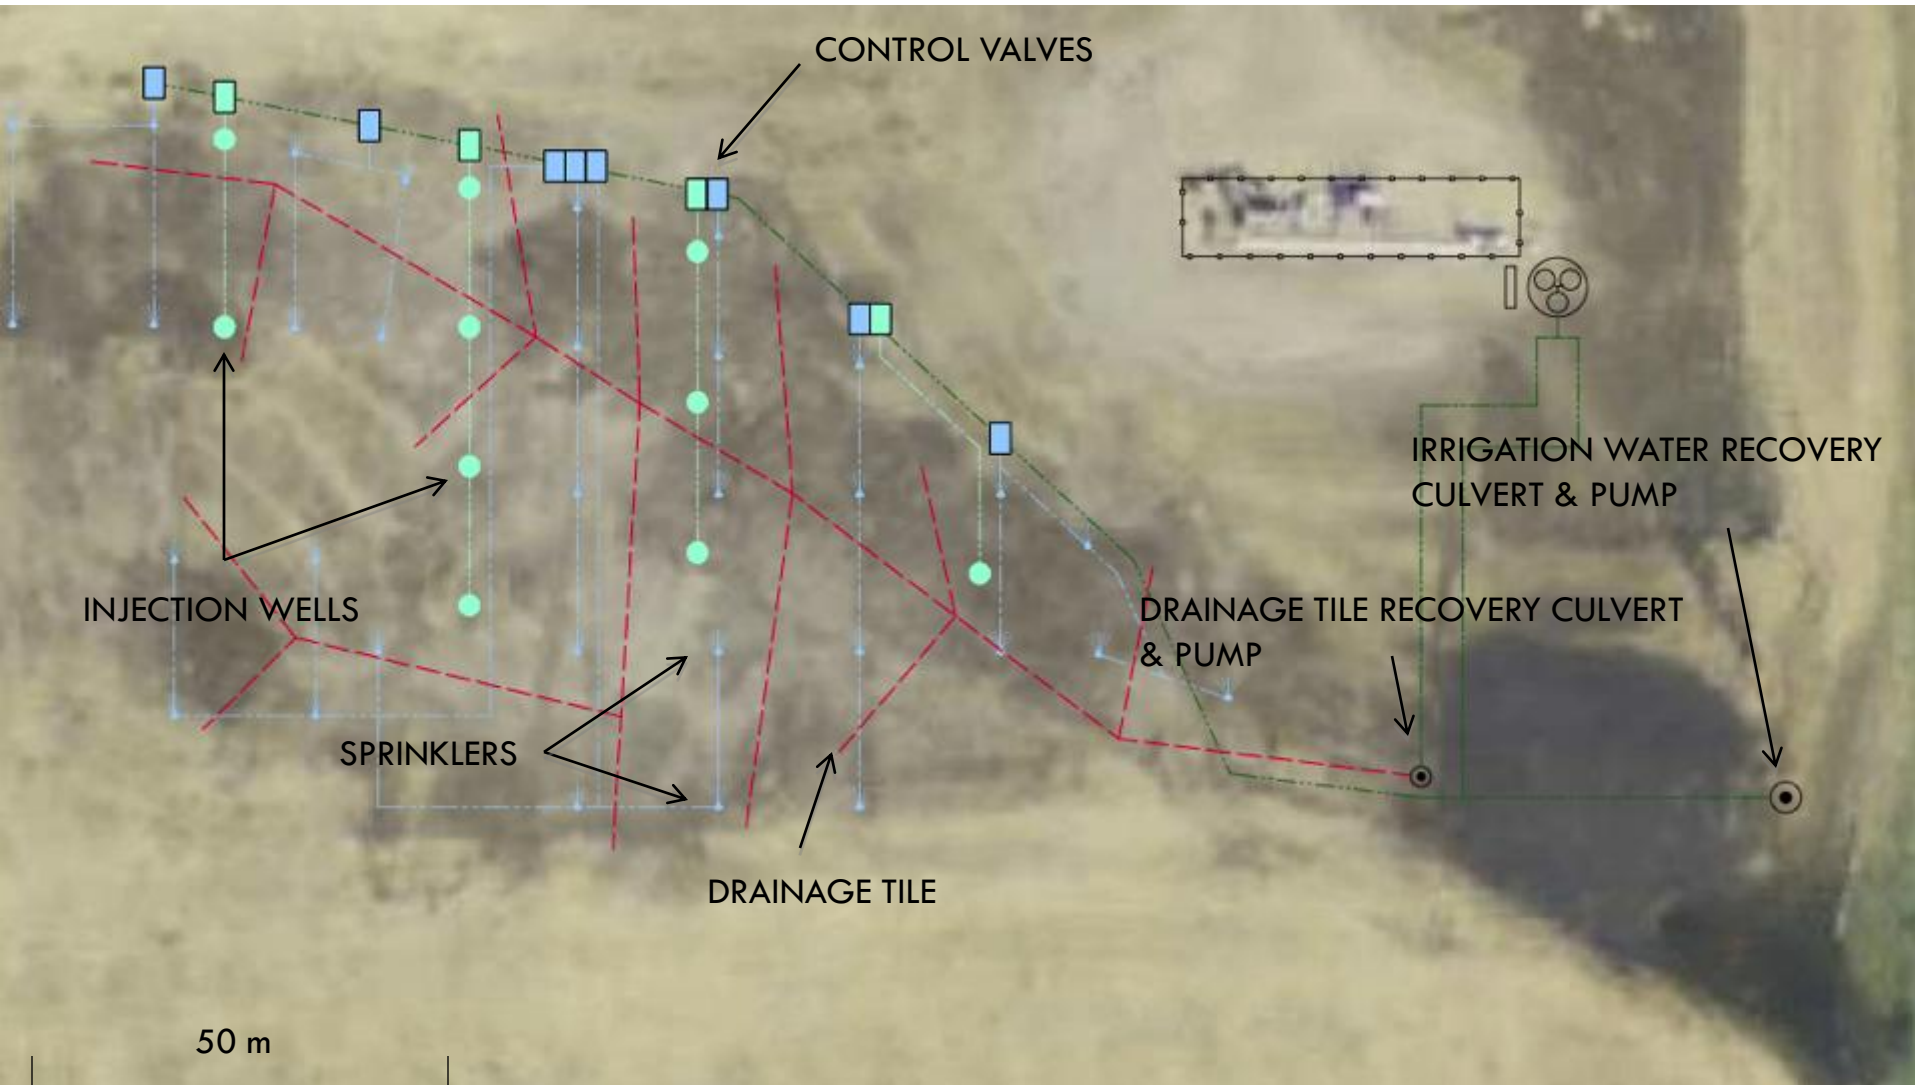 CONTROL VALVES
IRRIGATION WATER RECOVERY
CULVERT & PUMP
INJECTION WELLS
DRAINAGE TILE RECOVERY CULVERT
& PUMP
SPRINKLERS
DRAINAGE TILE
50 m